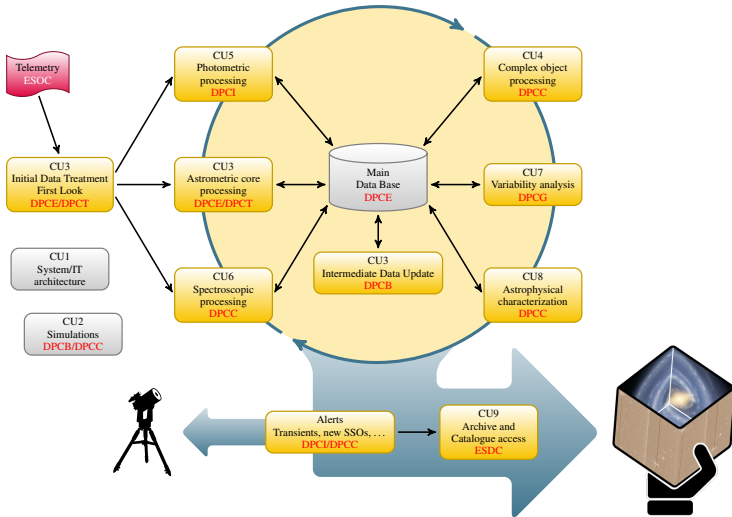 Telemetry
ESOC
CU5
Photometric
processing
DPCI
CU4
Complex object
processing
DPCC
CU3
Initial Data Treatment
First Look
DPCE/DPCT
CU3
Astrometric core
processing
DPCE/DPCT
Main
Data Base
DPCE
CU7
Variability analysis
DPCG
CU1
System/IT
architecture
CU6
Spectroscopic
processing
DPCC
CU3
Intermediate Data Update
DPCB
CU8
Astrophysical
characterization
DPCC
CU2
Simulations
DPCB/DPCC
Alerts
Transients, new SSOs, …
DPCI/DPCC
CU9
Archive and
Catalogue access
ESDC